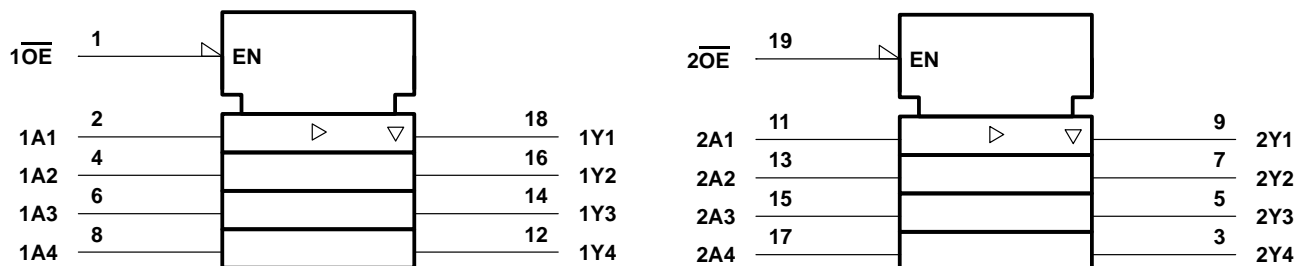 1 19
1OE EN 2OE EN
2 18 11 9
1A1 1Y1 2A1 2Y1
4 16 13 7
1A2 1Y2 2A2 2Y2
6 14 15 5
1A3 1Y3 2A3 2Y3
8 12 17 3
1A4 1Y4 2A4 2Y4